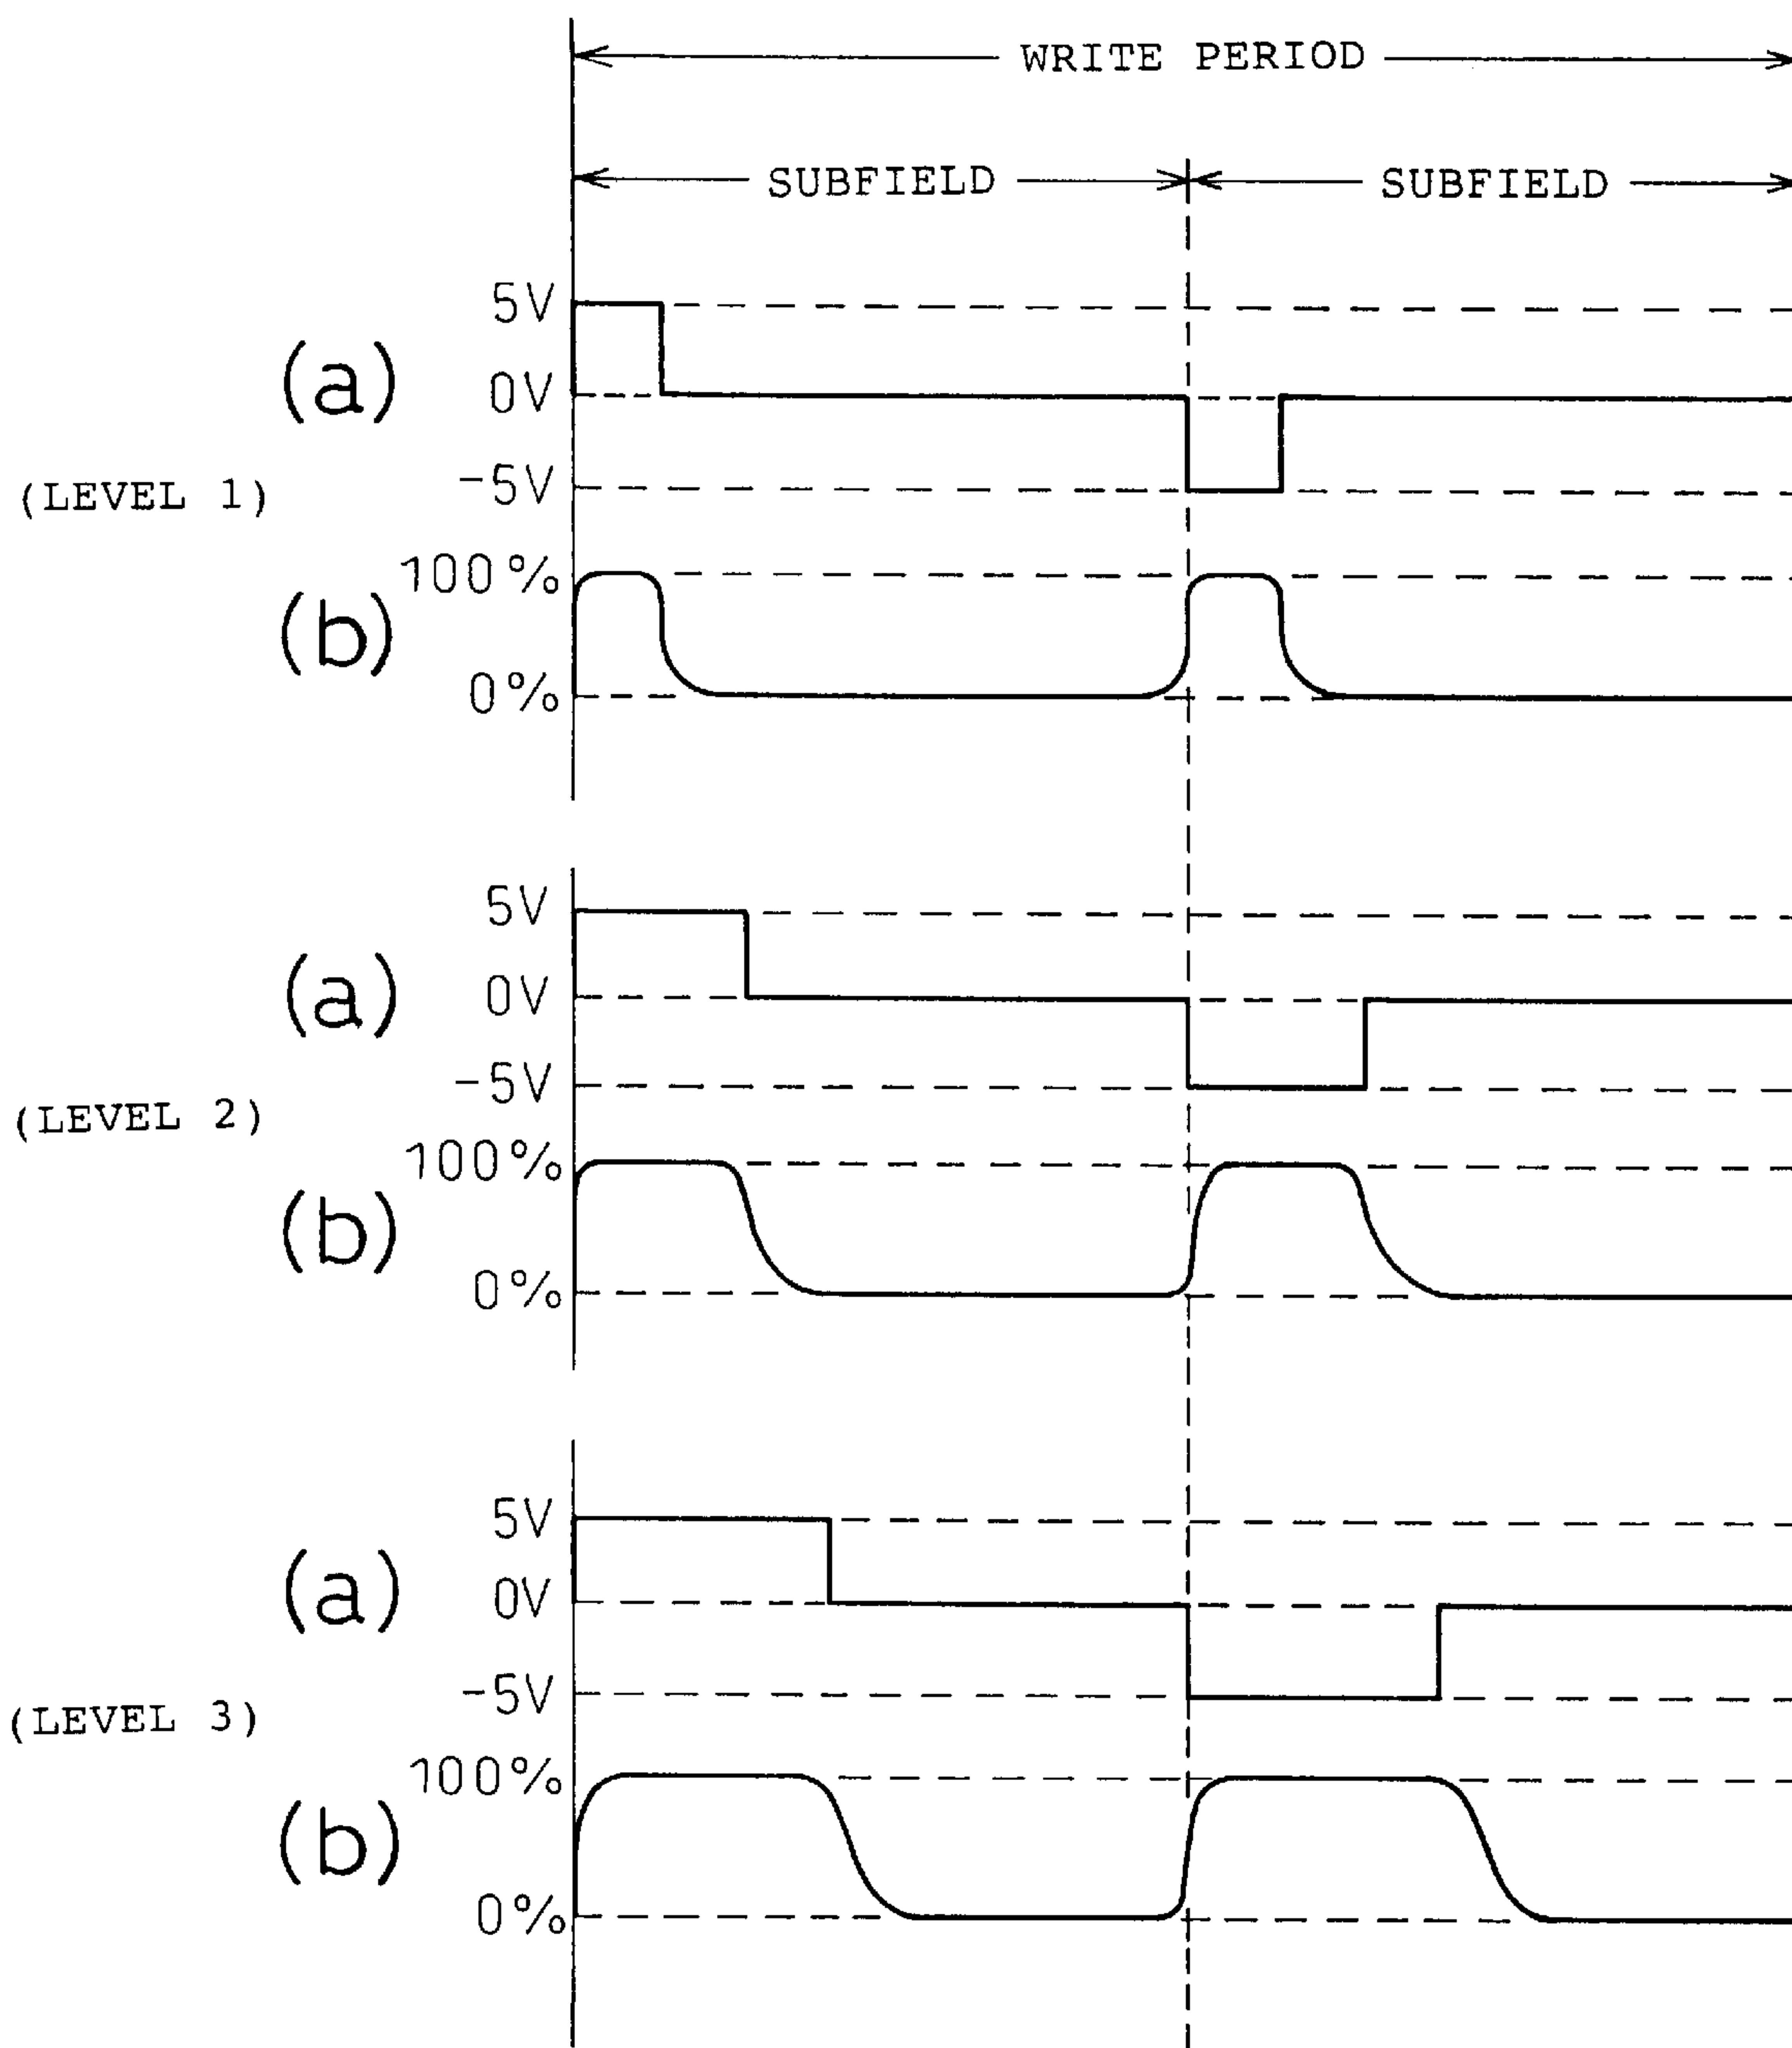 WRITE PERIOD
SUBFIELD SUBFIELD
5V
(a) 0V
(LEVEL 1) -5V
100%
(b)
0%
5V
(a) 0V
-5V
(LEVEL 2)
100%
(b)
0%
5V
(a) 0V
-5V
(LEVEL 3)
100%
(b)
0%